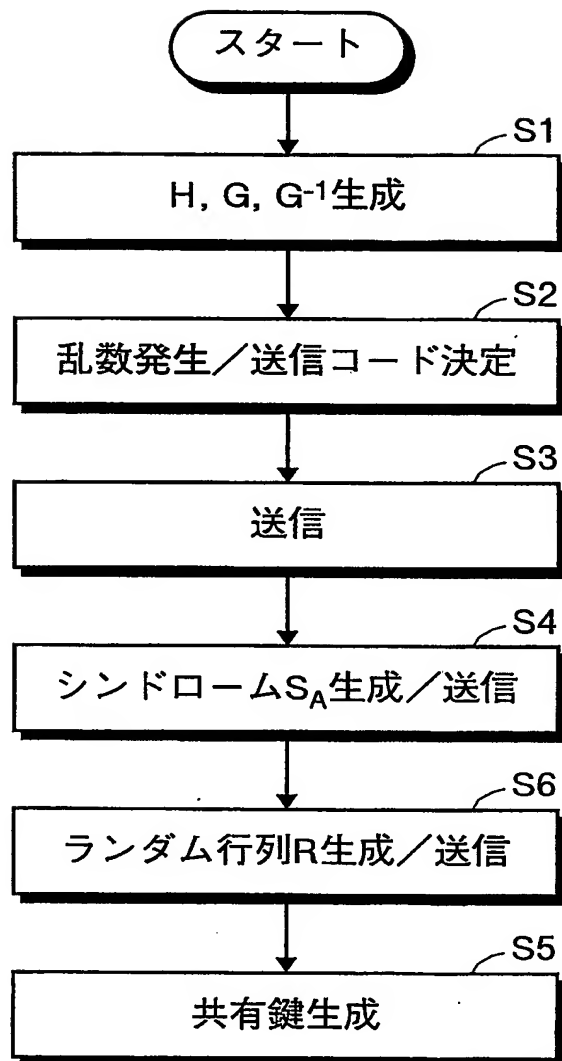 スタート
S1
H, G, G-1生成
S2
乱数発生／送信コード決定
S3
送信
S4
シンドロームSA生成／送信
S6
ランダム行列R生成／送信
S5
共有鍵生成